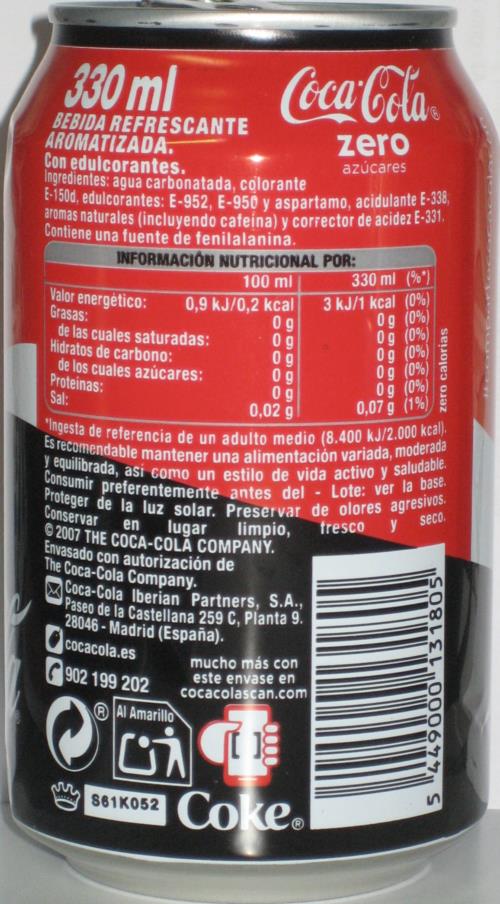 330 ml
Coca-Cola®
zero
azúcares
BEBIDA REFRESCANTE
AROMATIZADA.
Con edulcorantes.
Ingredientes: agua carbonatada, colorante
E-150d, edulcorantes: E-952, E-950 y aspartamo, acidulante E-338,
aromas naturales (incluyendo cafeína) y corrector de acidez E-331.
Contiene una fuente de fenilalanina.
INFORMACIÓN NUTRICIONAL POR:
100 ml 330 ml (%*)
Valor energético: 0,9 kJ/0,2 kcal 3 kJ/1 kcal (0%)
Grasas: 0 g 0 g (0%)
de las cuales saturadas: 0 g 0 g (0%)
Hidratos de carbono: 0 g 0 g (0%)
de los cuales azúcares: 0 g 0 g (0%)
Proteínas: 0 g 0 g (0%)
Sal: 0,02 g 0,07 g (1%)
zero calorías
*Ingesta de referencia de un adulto medio (8.400 kJ/2.000 kcal).
Es recomendable mantener una alimentación variada, moderada
y equilibrada, así como un estilo de vida activo y saludable.
Consumir preferentemente antes del - Lote: ver la base.
Proteger de la luz solar. Preservar de olores agresivos.
Conservar en lugar limpio, fresco y seco.
© 2007 THE COCA-COLA COMPANY.
Envasado con autorización de
The Coca-Cola Company.
Coca-Cola Iberian Partners, S.A.,
Paseo de la Castellana 259 C, Planta 9.
28046 - Madrid (España).
cocacola.es
902 199 202
mucho más con
este envase en
cocacolascan.com
®
Al Amarillo
S61K052
Coke®
5 449000 131805